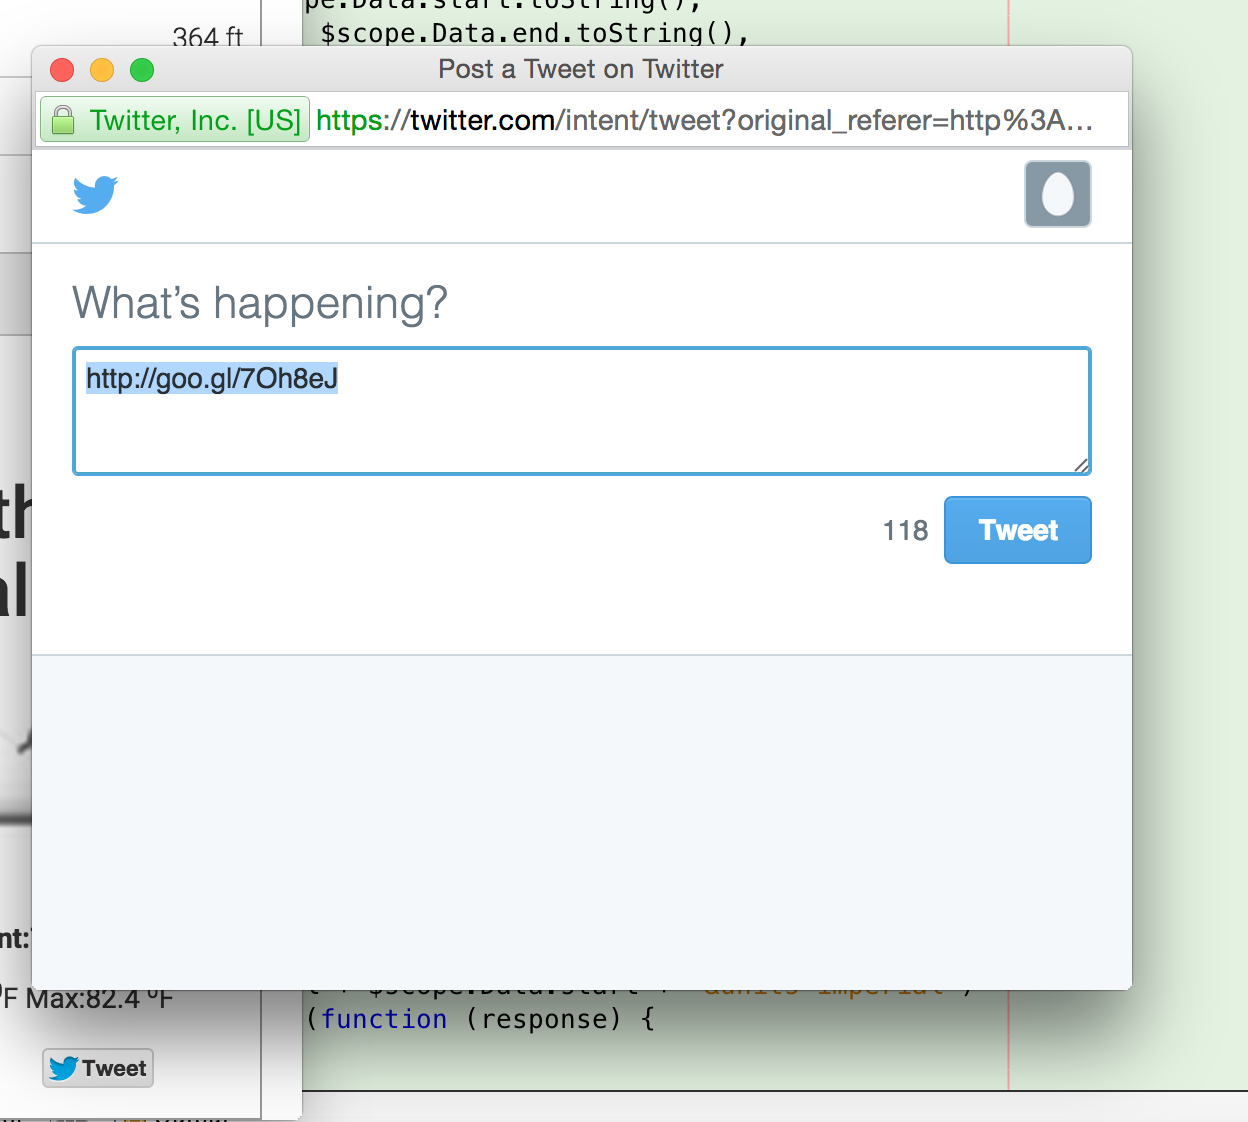 pe.Data.start.toString(),
364 ft
$scope.Data.end.toString(),
Post a Tweet on Twitter
Twitter, Inc. [US] https://twitter.com/intent/tweet?original_referer=http%3A...
What's happening?
http://goo.gl/7Oh8eJ
118
Tweet
th
al
nt:
ºF Max:82.4 ºF
$scope.Data.start + "&units=imperial")
(function (response) {
Tweet